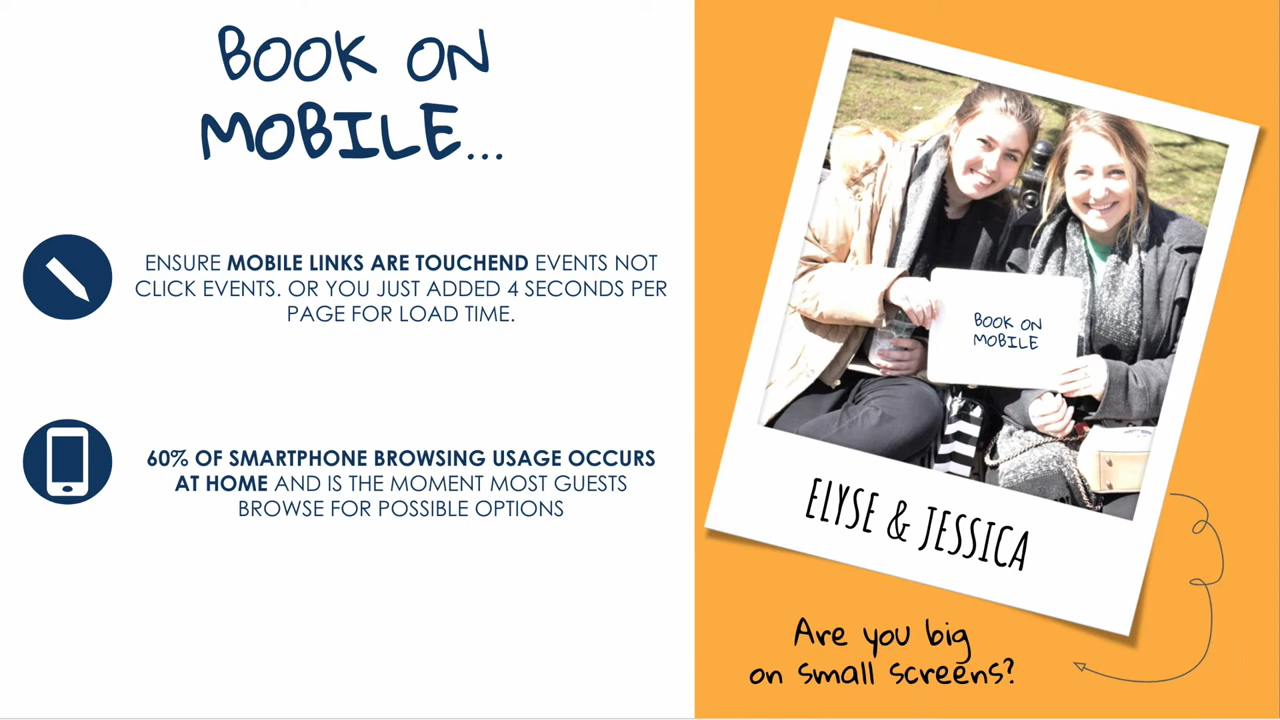 BOOK ON
MOBILE...
ENSURE MOBILE LINKS ARE TOUCHEND EVENTS NOT
CLICK EVENTS. OR YOU JUST ADDED 4 SECONDS PER
PAGE FOR LOAD TIME.
60% OF SMARTPHONE BROWSING USAGE OCCURS
AT HOME AND IS THE MOMENT MOST GUESTS
BROWSE FOR POSSIBLE OPTIONS
BOOK ON
MOBILE
ELYSE & JESSICA
Are you big
on small screens?